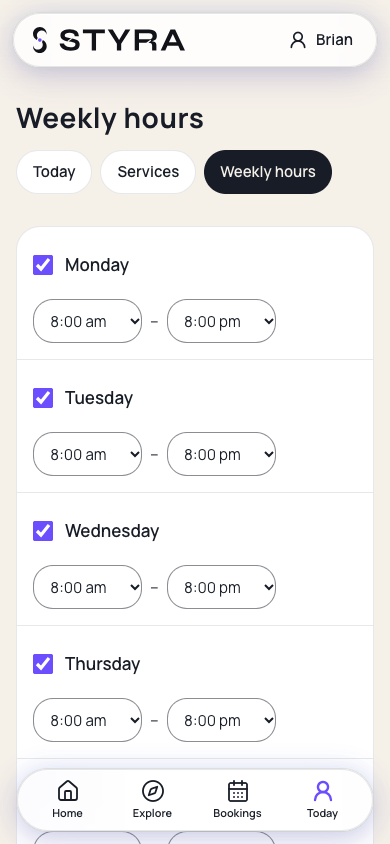 STYRA
Brian
Weekly hours
Today
Services
Weekly hours
Monday
8:00 am – 8:00 pm
Tuesday
8:00 am – 8:00 pm
Wednesday
8:00 am – 8:00 pm
Thursday
8:00 am – 8:00 pm
Home
Explore
Bookings
Today